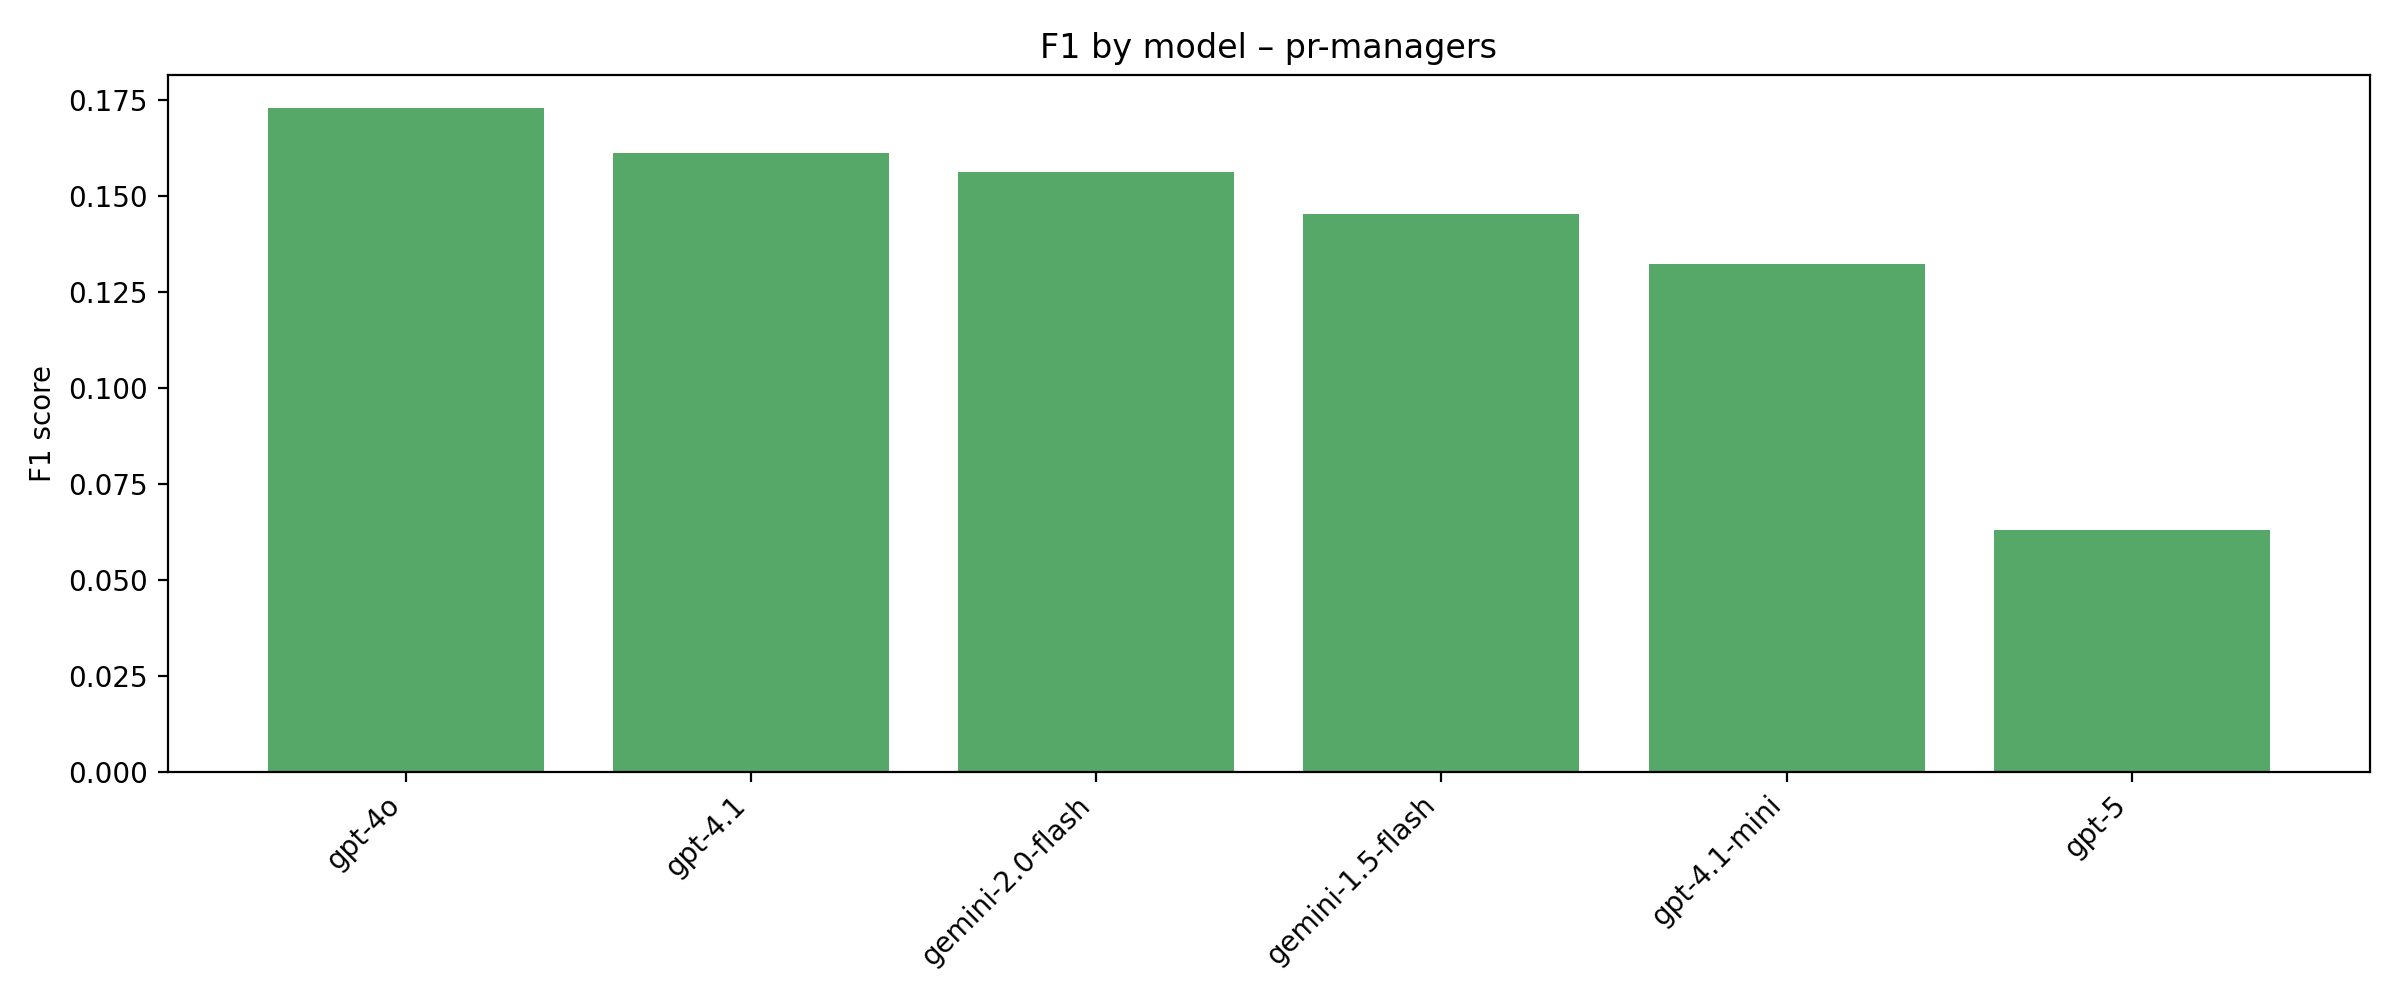 F1 by model – pr-managers
F1 score
0.175
0.150
0.125
0.100
0.075
0.050
0.025
0.000
gpt-4o
gpt-4.1
gemini-2.0-flash
gemini-1.5-flash
gpt-4.1-mini
gpt-5